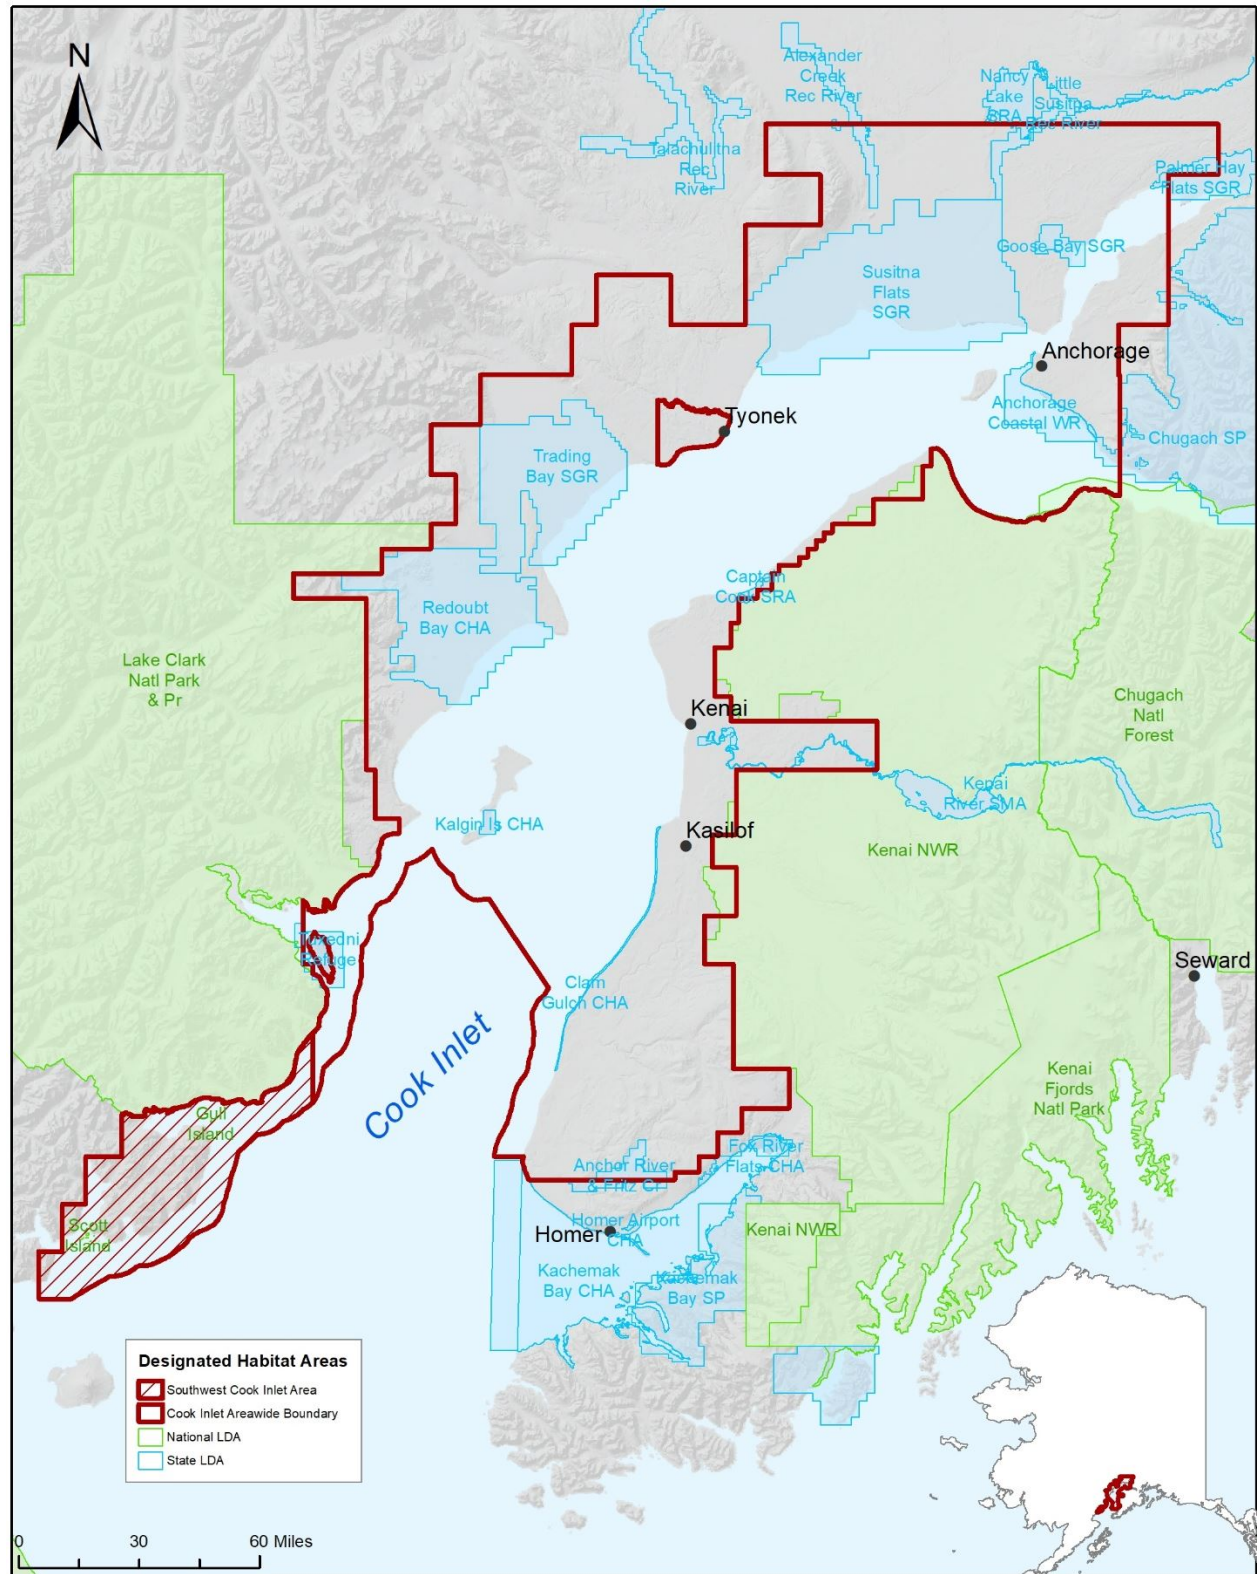 N
Alexander
Creek
Rec River
Nancy
Lake
SRA
Little
Susitna
Rec River
Talachulitna
Rec
River
Palmer Hay
Flats SGR
Goose Bay SGR
Susitna
Flats
SGR
Anchorage
Anchorage
Coastal WR
Chugach SP
Tyonek
Trading
Bay SGR
Captain
Cook SRA
Redoubt
Bay CHA
Lake Clark
Natl Park
& Pr
Kenai
Chugach
Natl
Forest
Kenai
River SMA
Kalgin Is CHA
Kasilof
Kenai NWR
Tuxedni
Refuge
Seward
Clam
Gulch CHA
Cook Inlet
Kenai
Fjords
Natl Park
Gull
Island
Fox River
Flats CHA
Anchor River
& Fritz Cr
Scott
Island
Homer Airport
CHA
Homer
Kenai NWR
Kachemak
Bay CHA
Kachemak
Bay SP
Designated Habitat Areas
Southwest Cook Inlet Area
Cook Inlet Areawide Boundary
National LDA
State LDA
0 30 60 Miles